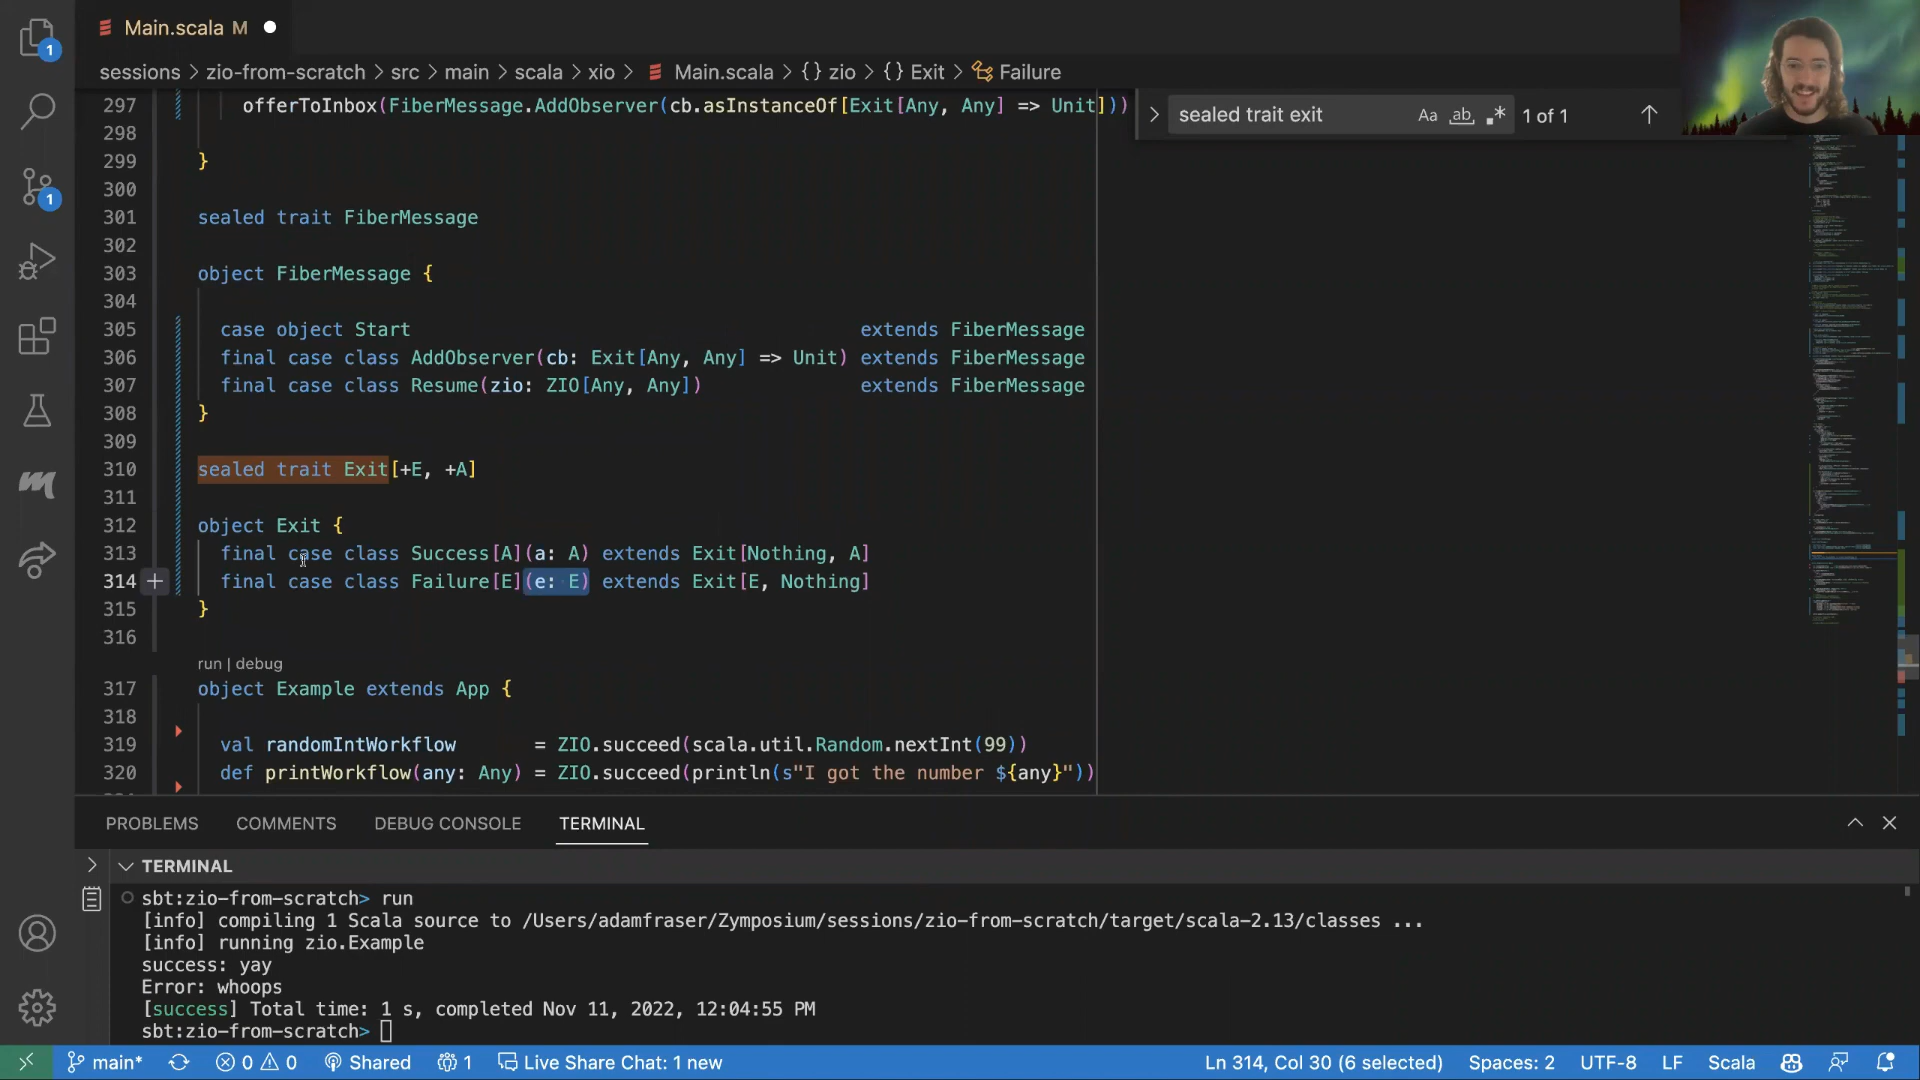 Main.scala M
sessions > zio-from-scratch > src > main > scala > xio > Main.scala > {} zio > {} Exit > Failure
sealed trait exit
Aa ab .* 1 of 1
297 offerToInbox(FiberMessage.AddObserver(cb.asInstanceOf[Exit[Any, Any] => Unit]))
298
299 }
300
301 sealed trait FiberMessage
302
303 object FiberMessage {
304
305 case object Start extends FiberMessage
306 final case class AddObserver(cb: Exit[Any, Any] => Unit) extends FiberMessage
307 final case class Resume(zio: ZIO[Any, Any]) extends FiberMessage
308 }
309
310 sealed trait Exit[+E, +A]
311
312 object Exit {
313 final case class Success[A](a: A) extends Exit[Nothing, A]
314 final case class Failure[E](e: E) extends Exit[E, Nothing]
315 }
316
run | debug
317 object Example extends App {
318
319 val randomIntWorkflow = ZIO.succeed(scala.util.Random.nextInt(99))
320 def printWorkflow(any: Any) = ZIO.succeed(println(s"I got the number ${any}"))
PROBLEMS COMMENTS DEBUG CONSOLE TERMINAL
TERMINAL
sbt:zio-from-scratch> run
[info] compiling 1 Scala source to /Users/adamfraser/Zymposium/sessions/zio-from-scratch/target/scala-2.13/classes ...
[info] running zio.Example
success: yay
Error: whoops
[success] Total time: 1 s, completed Nov 11, 2022, 12:04:55 PM
sbt:zio-from-scratch>
main* 0 0 Shared 1 Live Share Chat: 1 new Ln 314, Col 30 (6 selected) Spaces: 2 UTF-8 LF Scala
1
1